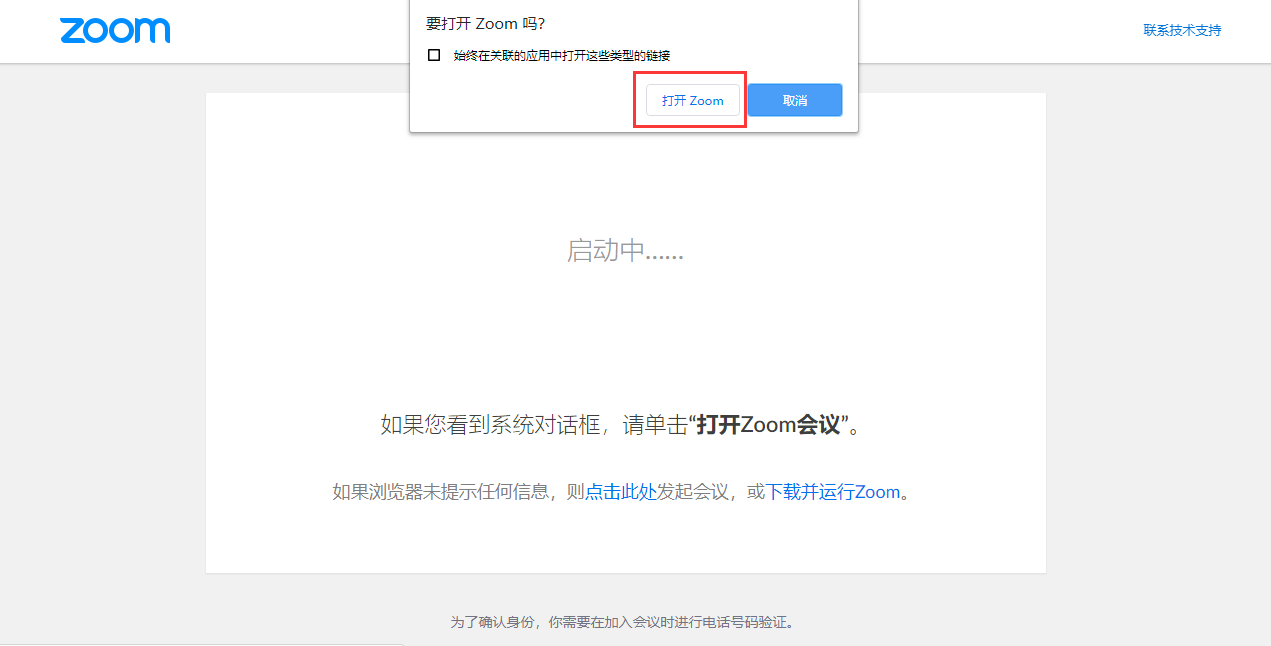 zoom
要打开 Zoom 吗?
联系技术支持
始终在关联的应用中打开这些类型的链接
打开 Zoom
取消
启动中......
如果您看到系统对话框，请单击“打开Zoom会议”。
如果浏览器未提示任何信息，则点击此处发起会议，或下载并运行Zoom。
为了确认身份，你需要在加入会议时进行电话号码验证。